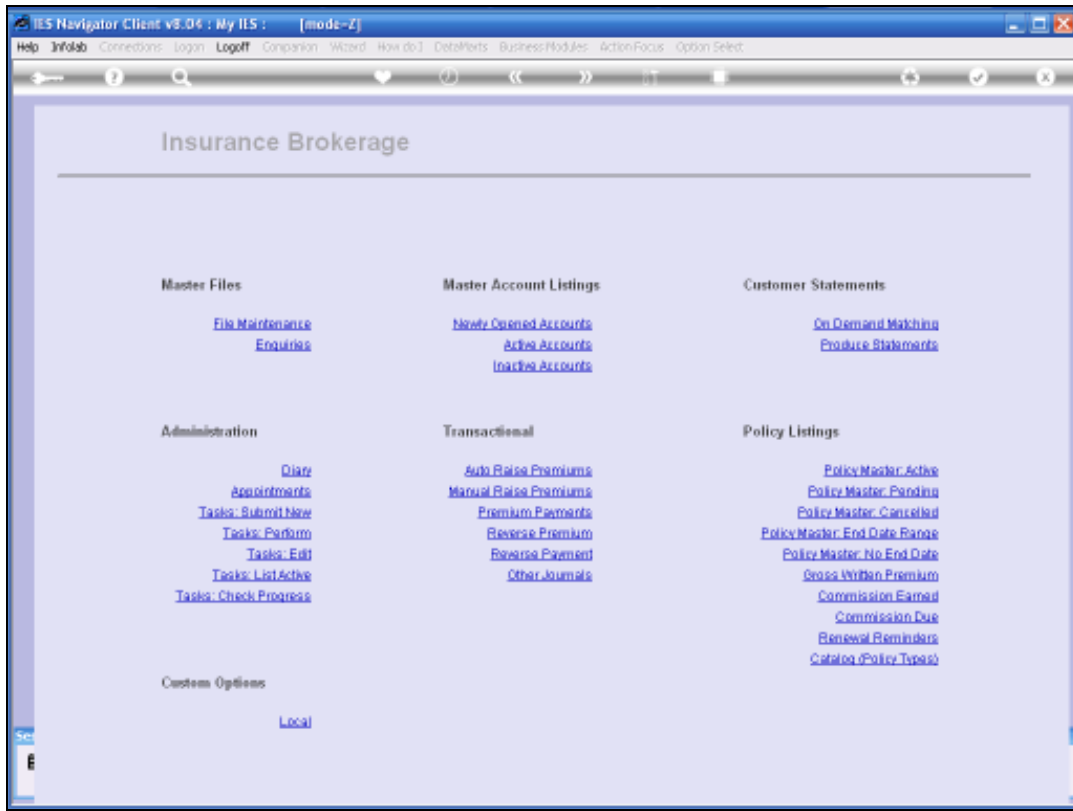 IES Navigator Client v8.04 : My IES : [mode=Z]
Help Infolab Connections Logon Logoff Companion Wizard How do I DataMarts Business Modules Action Focus Option Select
Insurance Brokerage
Master Files
File Maintenance
Enquiries
Master Account Listings
Newly Opened Accounts
Active Accounts
Inactive Accounts
Customer Statements
On Demand Matching
Produce Statements
Administration
Diary
Appointments
Tasks: Submit New
Tasks: Perform
Tasks: Edit
Tasks: List Active
Tasks: Check Progress
Transactional
Auto Raise Premiums
Manual Raise Premiums
Premium Payments
Reverse Premium
Reverse Payment
Other Journals
Policy Listings
Policy Master: Active
Policy Master: Pending
Policy Master: Cancelled
Policy Master: End Date Range
Policy Master: No End Date
Gross Written Premium
Commission Earned
Commission Due
Renewal Reminders
Catalog (Policy Types)
Custom Options
Local